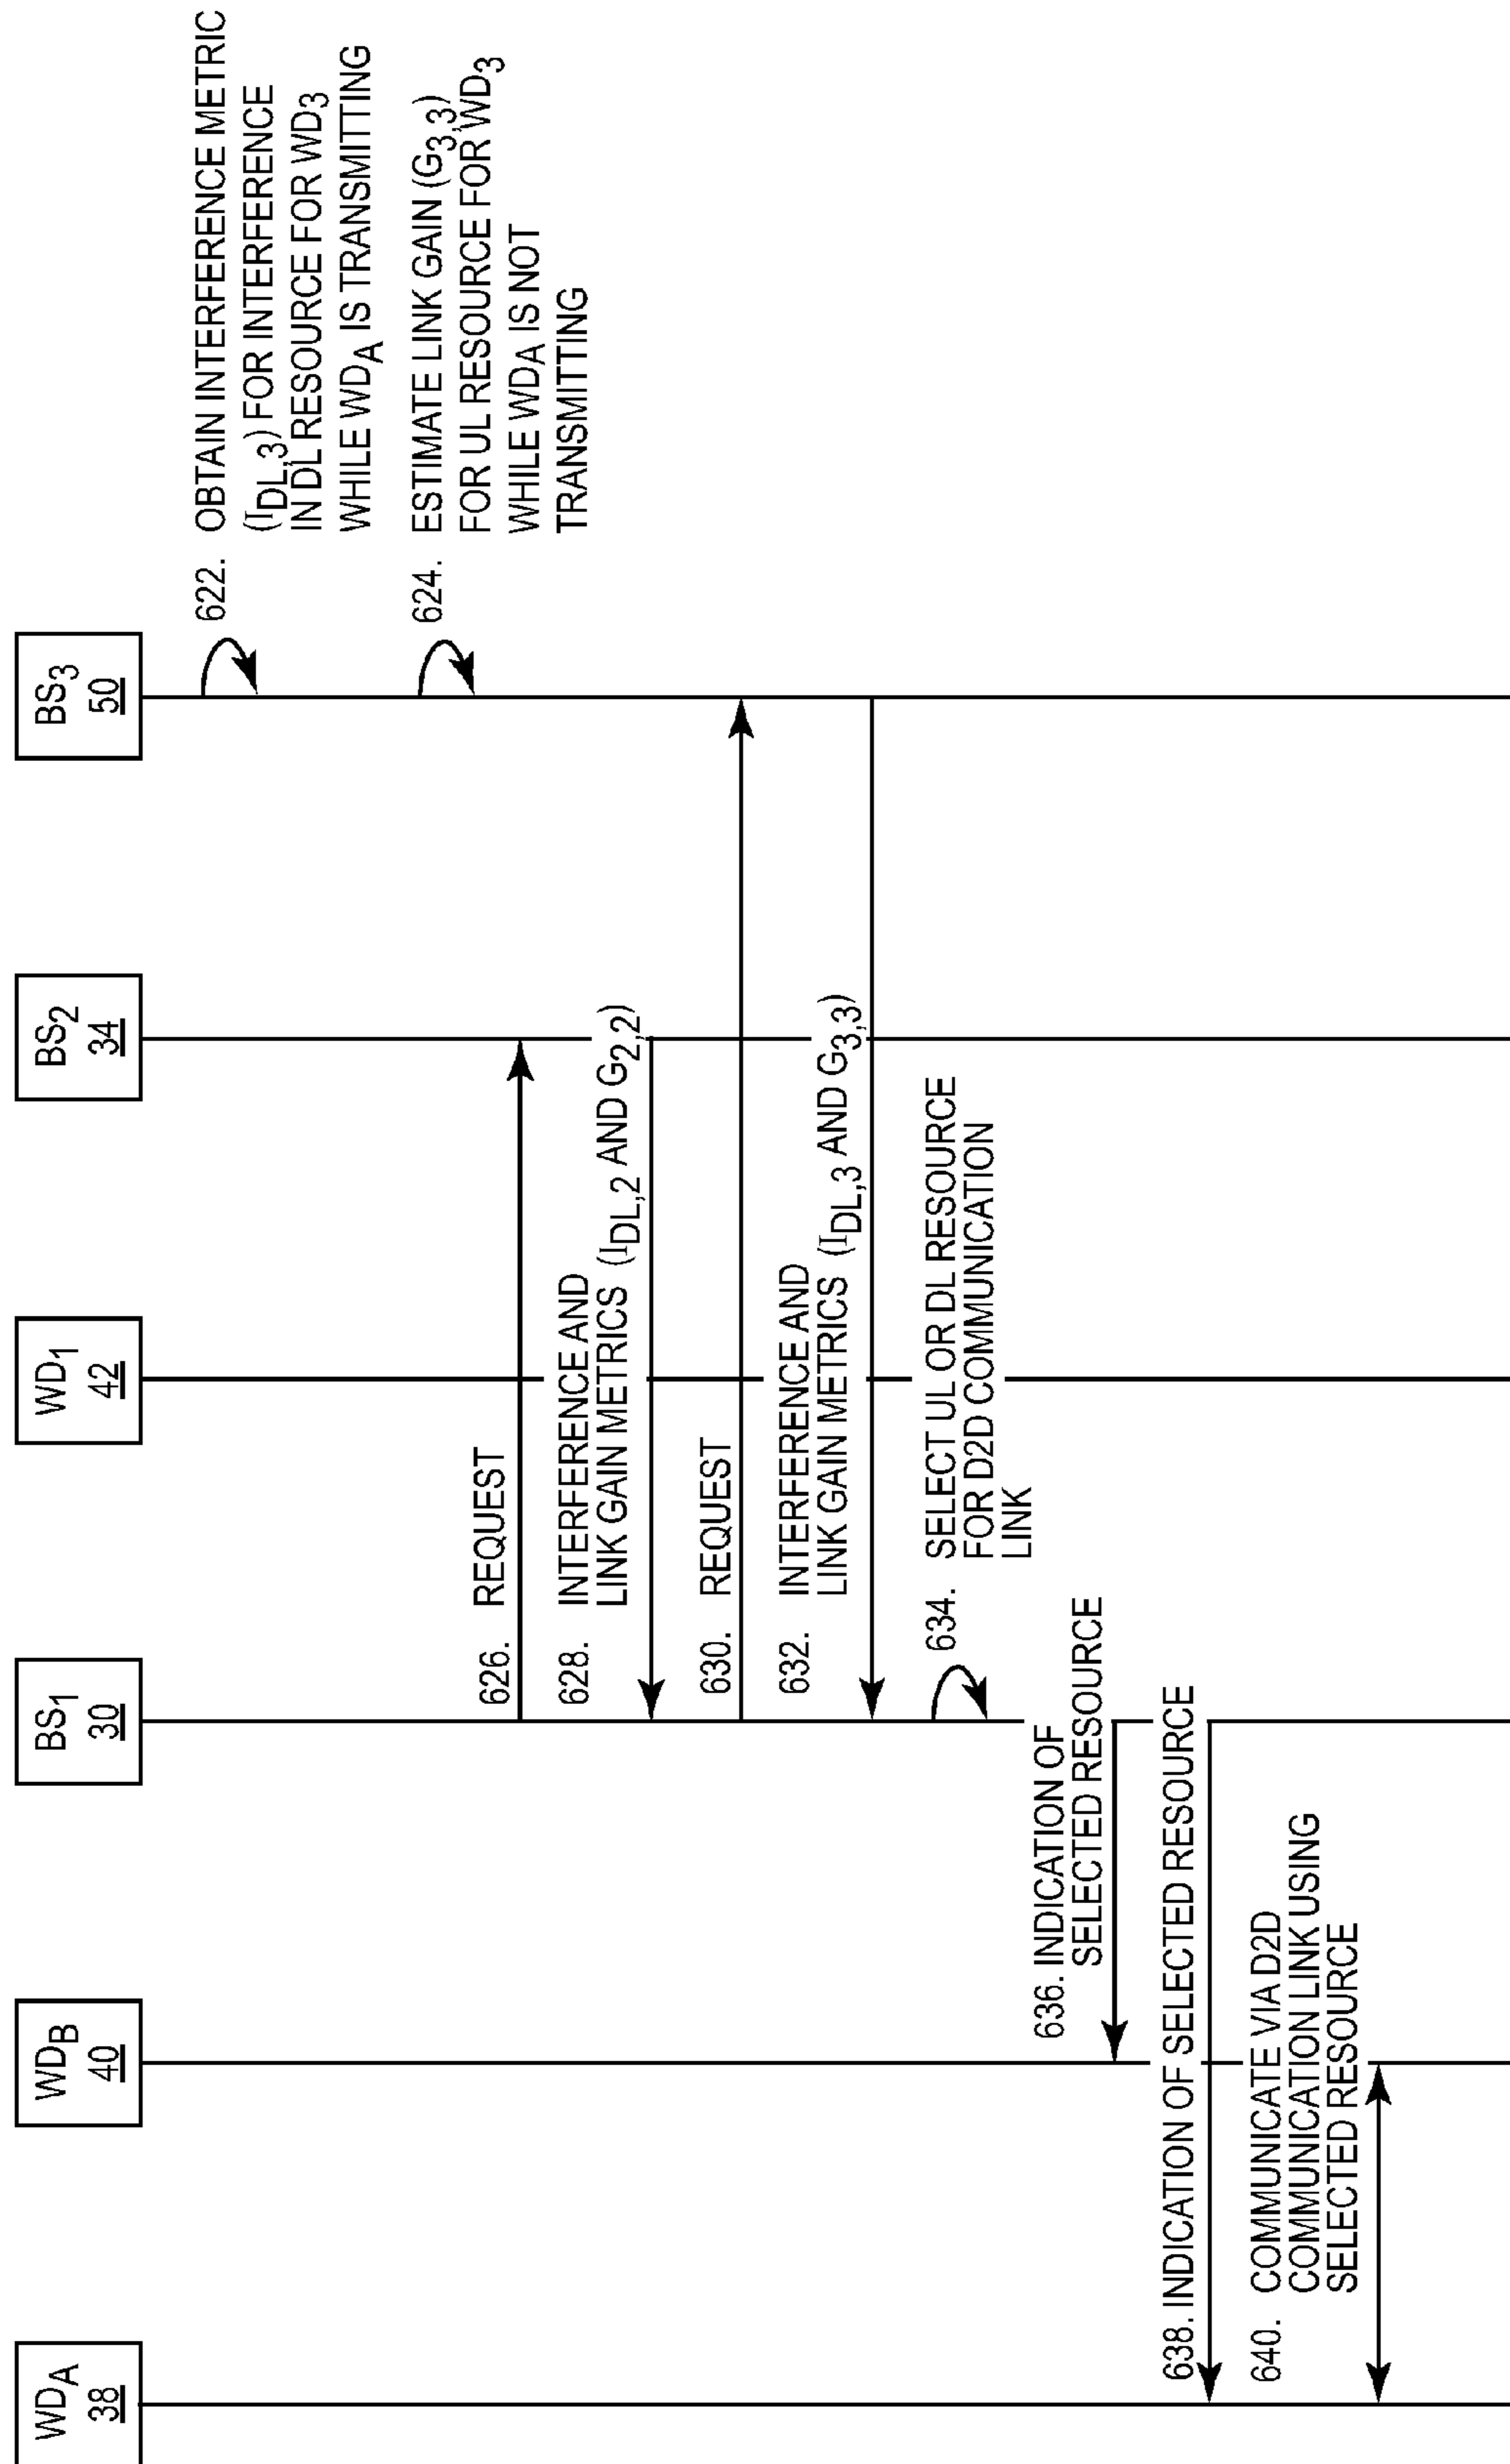 WDA
38
WDB
40
BS1
30
WD1
42
BS2
34
BS3
50
622. OBTAIN INTERFERENCE METRIC
(IDL,3) FOR INTERFERENCE
IN DL RESOURCE FOR WD3
WHILE WDA IS TRANSMITTING
624. ESTIMATE LINK GAIN (G3,3)
FOR UL RESOURCE FOR WD3
WHILE WDA IS NOT
TRANSMITTING
626. REQUEST
628. INTERFERENCE AND
LINK GAIN METRICS (IDL,2 AND G2,2)
630. REQUEST
632. INTERFERENCE AND
LINK GAIN METRICS (IDL,3 AND G3,3)
634. SELECT UL OR DL RESOURCE
FOR D2D COMMUNICATION
LINK
636. INDICATION OF
SELECTED RESOURCE
638. INDICATION OF SELECTED RESOURCE
640. COMMUNICATE VIA D2D
COMMUNICATION LINK USING
SELECTED RESOURCE